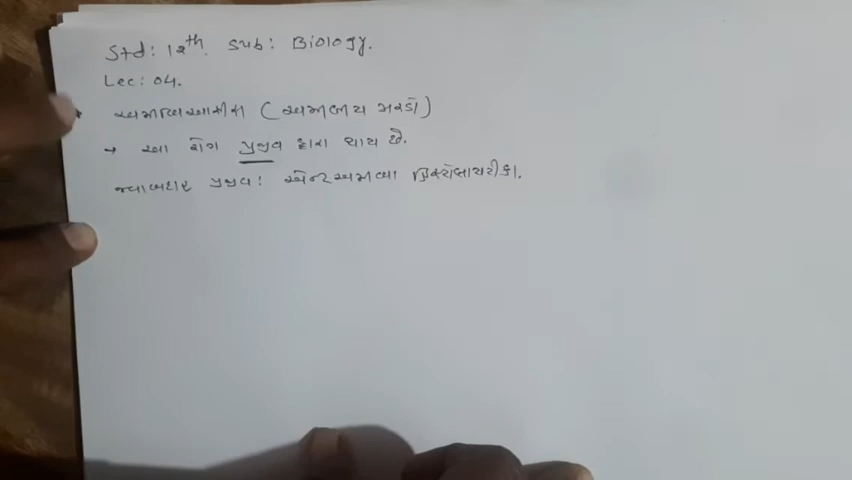 Std: 12th. Sub: Biology.
Lec: 04.
* અમીબિઆસીસ (અમીબીય મરડો)
→ આ રોગ પ્રજીવ દ્વારા થાય છે.
જવાબદાર પ્રજીવ: એન્ટઅમીબા હિસ્ટોલાયટીકા.